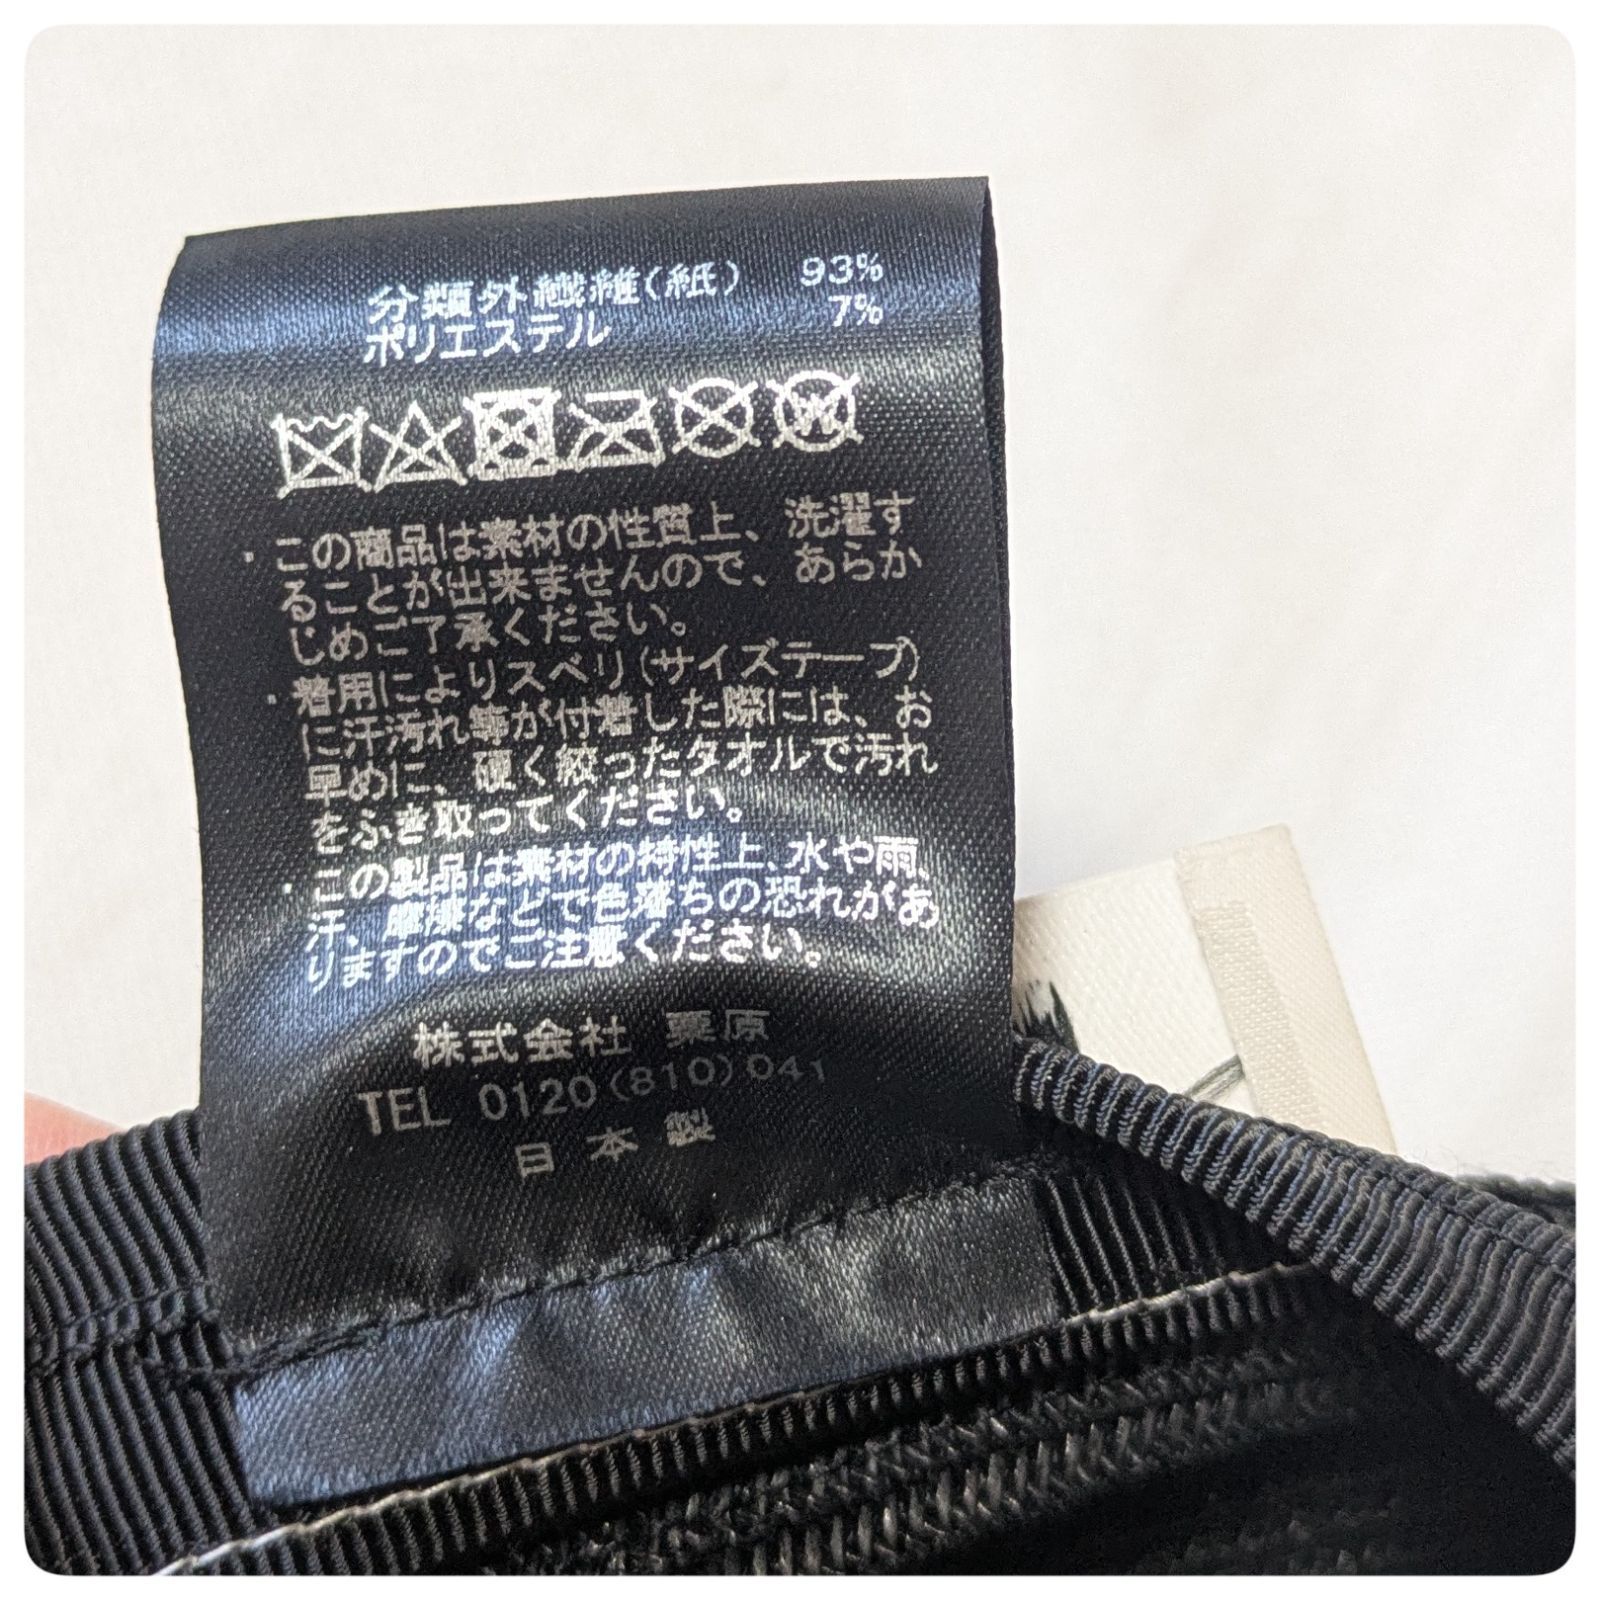 分類外繊維(紙) 93%
ポリエステル 7%
・この商品は素材の性質上、洗濯す
ることが出来ませんので、あらか
じめご了承ください。
・着用によりスベリ(サイズテープ)
に汗汚れ等が付着した際には、お
早めに、硬く絞ったタオルで汚れ
をふき取ってください。
・この製品は素材の特性上、水や雨、
汗、摩擦などで色落ちの恐れがあ
りますのでご注意ください。
株式会社 栗原
TEL 0120(810)041
日本製